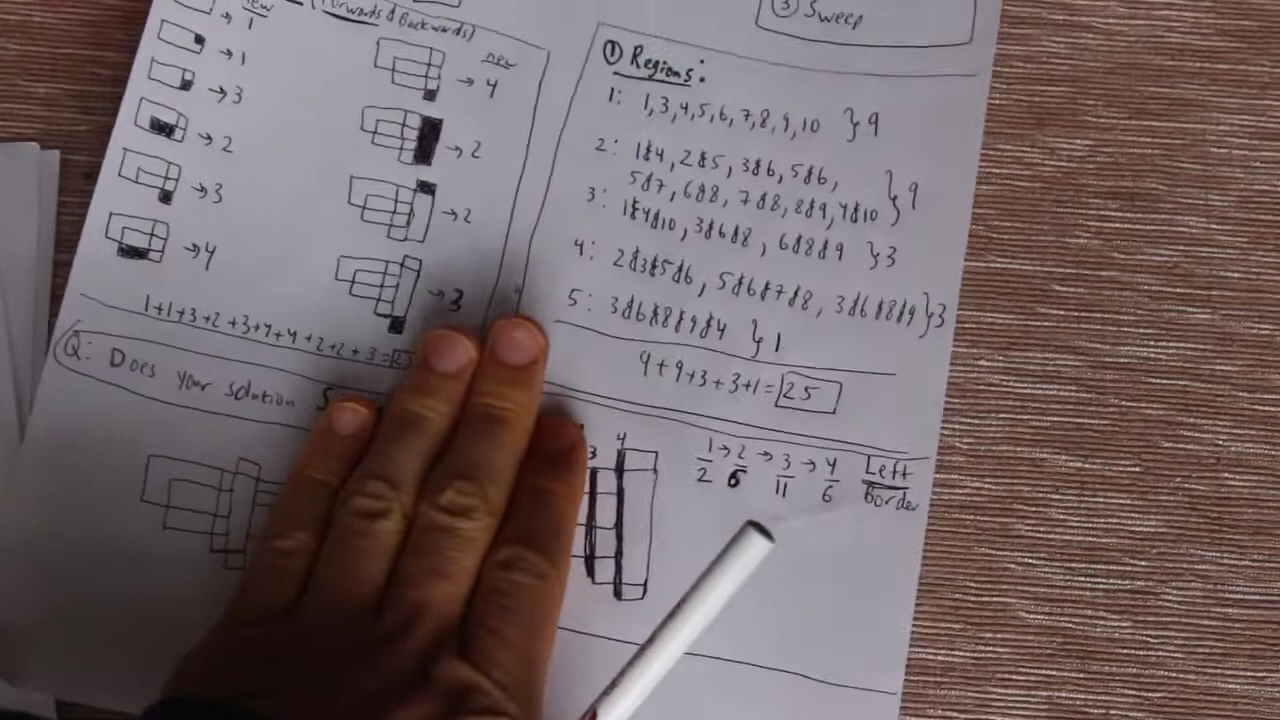 new
(Forwards & Backwards)
→ 1
→ 1
→ 3
→ 2
→ 3
→ 4
new
→ 4
→ 2
→ 2
→ 3
1+1+3+2+3+4+4+2+2+3=25
Q: Does your solution
③ Sweep
① Regions:
1: 1,3,4,5,6,7,8,9,10 } 9
2: 1&4, 2&5, 3&6, 5&6,
5&7, 6&8, 7&8, 8&9, 4&10 } 9
3: 1&4&10, 3&6&8, 6&8&9 } 3
4: 2&3&5&6, 5&6&7&8, 3&6&8&9 } 3
5: 3&6&8&9&4 } 1
9+9+3+3+1= 25
3 4
1 → 2 → 3 → 4 Left
2 6 11 6 Border